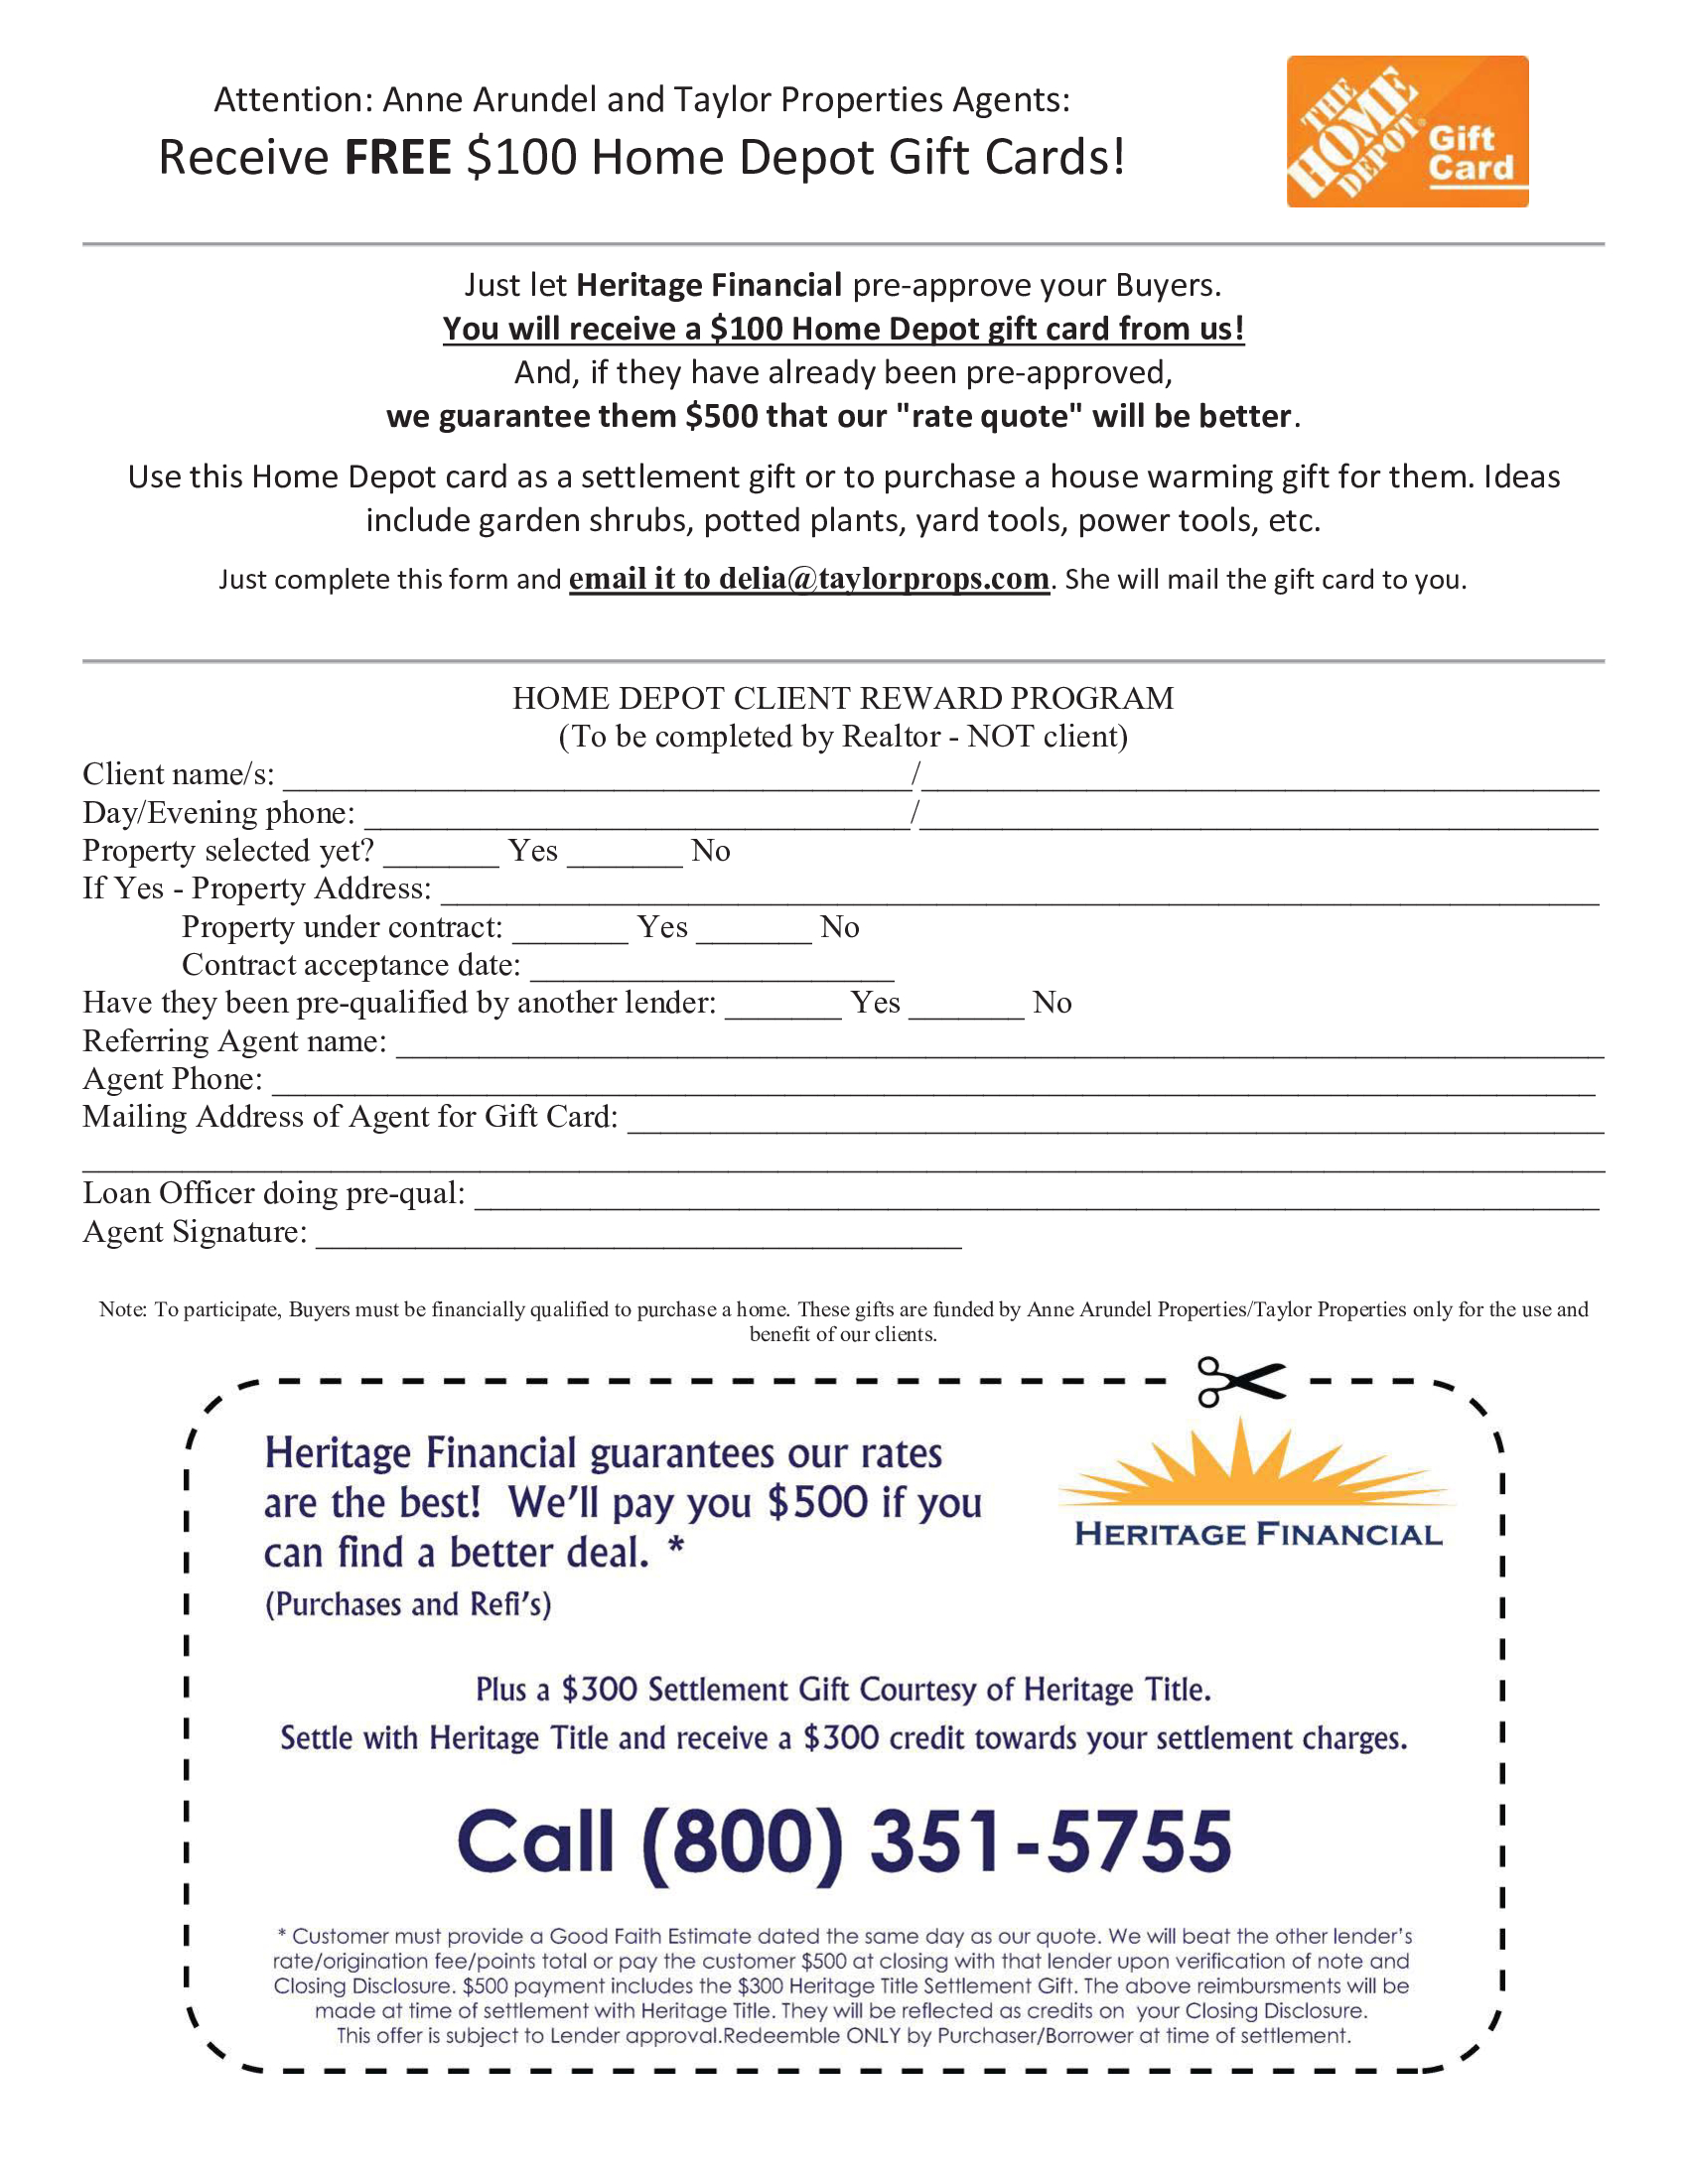 Attention: Anne Arundel and Taylor Properties Agents:
Receive FREE $100 Home Depot Gift Cards!
THE
HOME
DEPOT®
Gift
Card
Just let Heritage Financial pre-approve your Buyers.
You will receive a $100 Home Depot gift card from us!
And, if they have already been pre-approved,
we guarantee them $500 that our "rate quote" will be better.
Use this Home Depot card as a settlement gift or to purchase a house warming gift for them. Ideas
include garden shrubs, potted plants, yard tools, power tools, etc.
Just complete this form and email it to delia@taylorprops.com. She will mail the gift card to you.
HOME DEPOT CLIENT REWARD PROGRAM
(To be completed by Realtor - NOT client)
Client name/s: ______________________________________/_________________________________________
Day/Evening phone: _________________________________/_________________________________________
Property selected yet? _______ Yes _______ No
If Yes - Property Address: ______________________________________________________________________
Property under contract: _______ Yes _______ No
Contract acceptance date: ______________________
Have they been pre-qualified by another lender: _______ Yes _______ No
Referring Agent name: _________________________________________________________________________
Agent Phone: ________________________________________________________________________________
Mailing Address of Agent for Gift Card: ___________________________________________________________
____________________________________________________________________________________________
Loan Officer doing pre-qual: ____________________________________________________________________
Agent Signature: _______________________________________
Note: To participate, Buyers must be financially qualified to purchase a home. These gifts are funded by Anne Arundel Properties/Taylor Properties only for the use and
benefit of our clients.
Heritage Financial guarantees our rates
are the best! We'll pay you $500 if you
can find a better deal. *
(Purchases and Refi's)
HERITAGE FINANCIAL
Plus a $300 Settlement Gift Courtesy of Heritage Title.
Settle with Heritage Title and receive a $300 credit towards your settlement charges.
Call (800) 351-5755
* Customer must provide a Good Faith Estimate dated the same day as our quote. We will beat the other lender's
rate/origination fee/points total or pay the customer $500 at closing with that lender upon verification of note and
Closing Disclosure. $500 payment includes the $300 Heritage Title Settlement Gift. The above reimbursments will be
made at time of settlement with Heritage Title. They will be reflected as credits on your Closing Disclosure.
This offer is subject to Lender approval.Redeemble ONLY by Purchaser/Borrower at time of settlement.